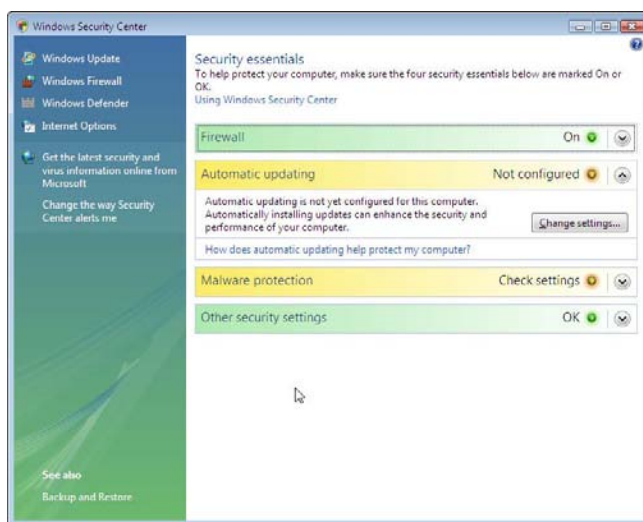 Windows Security Center
Windows Update
Windows Firewall
Windows Defender
Internet Options
Get the latest security and
virus information online from
Microsoft
Change the way Security
Center alerts me
See also
Backup and Restore
Security essentials
To help protect your computer, make sure the four security essentials below are marked On or
OK.
Using Windows Security Center
Firewall On
Automatic updating Not configured
Automatic updating is not yet configured for this computer.
Automatically installing updates can enhance the security and
performance of your computer.
Change settings...
How does automatic updating help protect my computer?
Malware protection Check settings
Other security settings OK